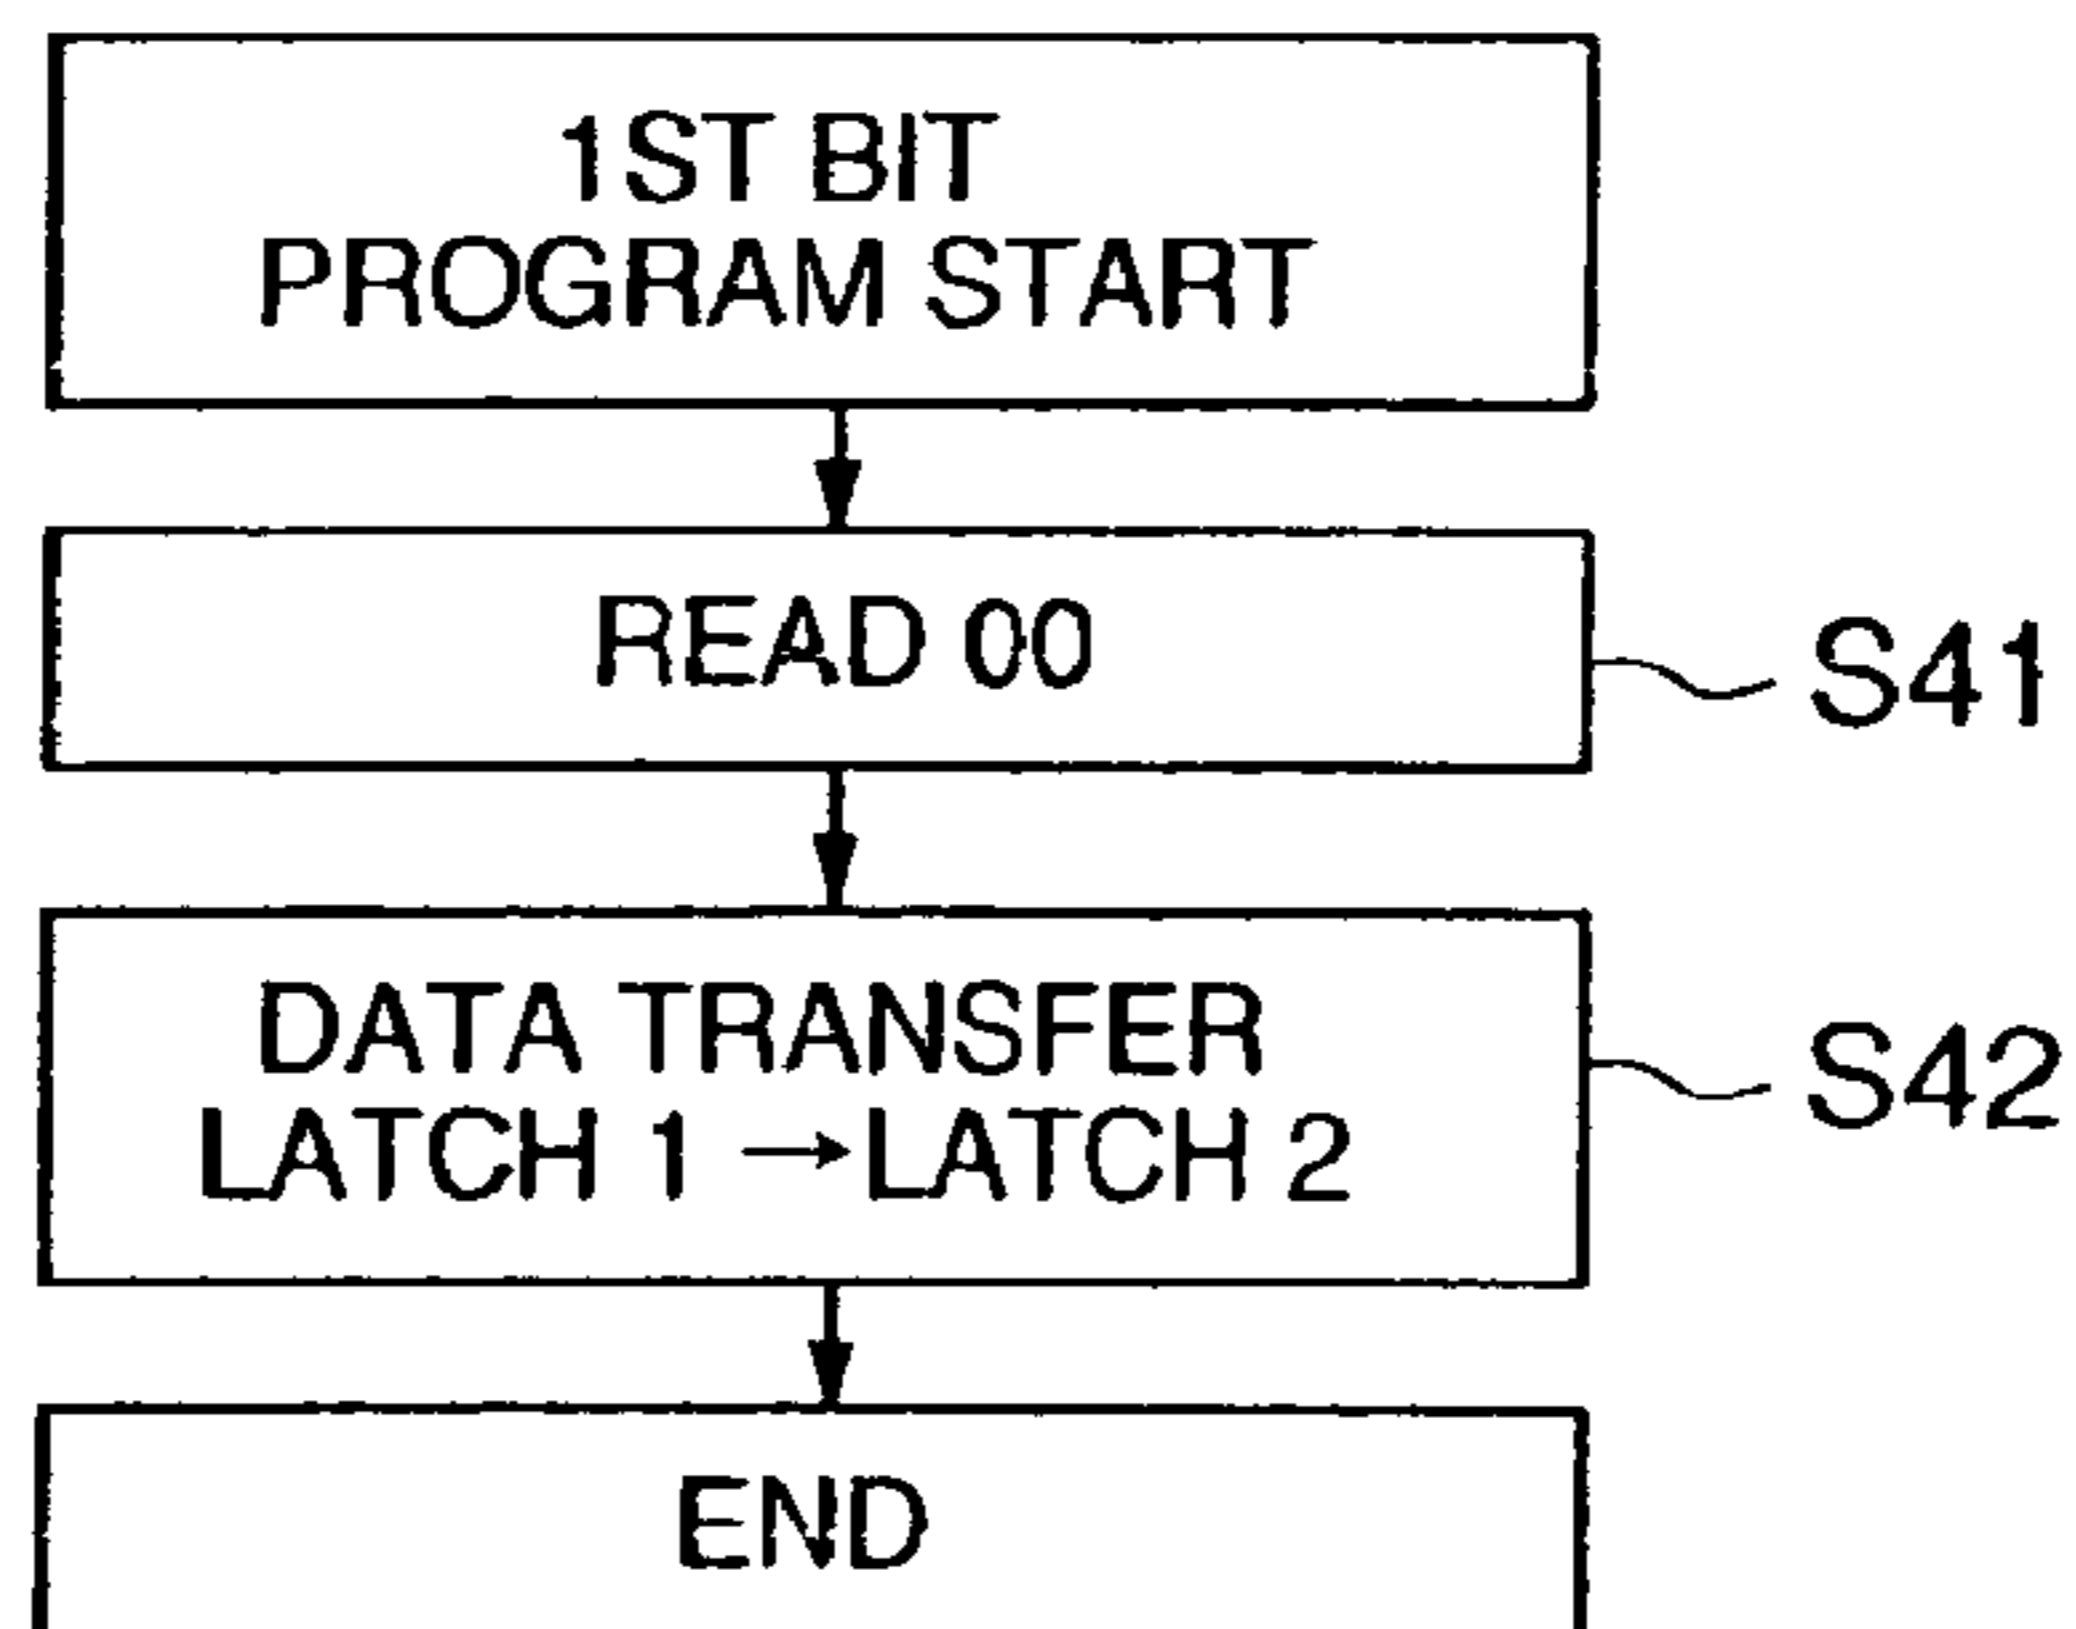 1ST BIT
PROGRAM START
READ 00
S41
DATA TRANSFER
LATCH 1 → LATCH 2
S42
END